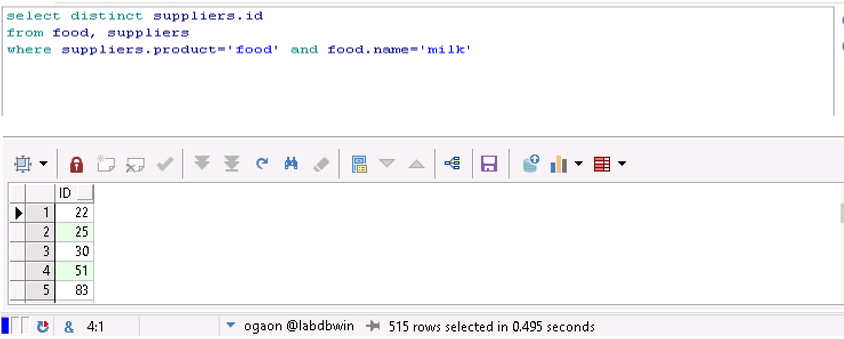 select distinct suppliers.id
from food, suppliers
where suppliers.product='food' and food.name='milk'
ID
1 22
2 25
3 30
4 51
5 83
& 4:1 ogaon @labdbwin 515 rows selected in 0.495 seconds